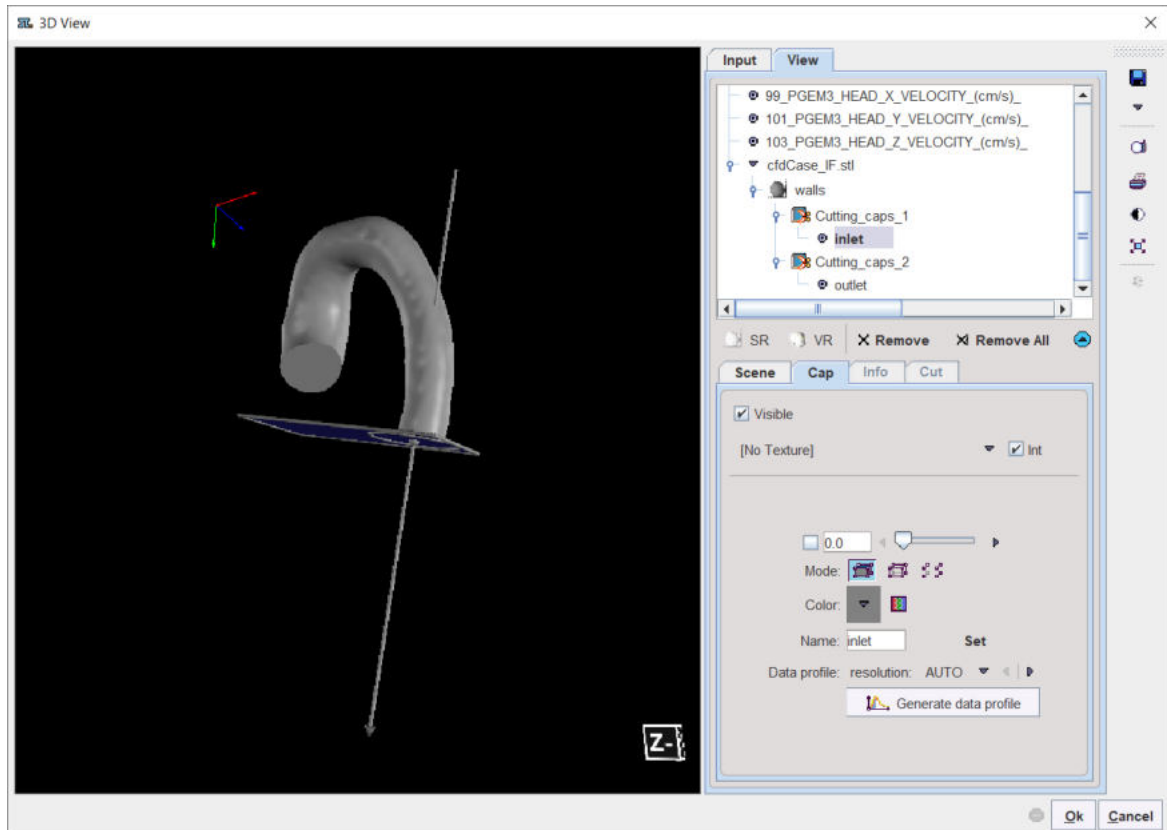 3D View
Input View
99_PGEM3_HEAD_X_VELOCITY_(cm/s)_
101_PGEM3_HEAD_Y_VELOCITY_(cm/s)_
103_PGEM3_HEAD_Z_VELOCITY_(cm/s)_
cfdCase_IF.stl
walls
Cutting_caps_1
inlet
Cutting_caps_2
outlet
SR VR Remove Remove All
Scene Cap Info Cut
Visible
[No Texture] Int
0.0
Mode:
Color:
Name: inlet Set
Data profile: resolution: AUTO
Generate data profile
Z-
Ok Cancel